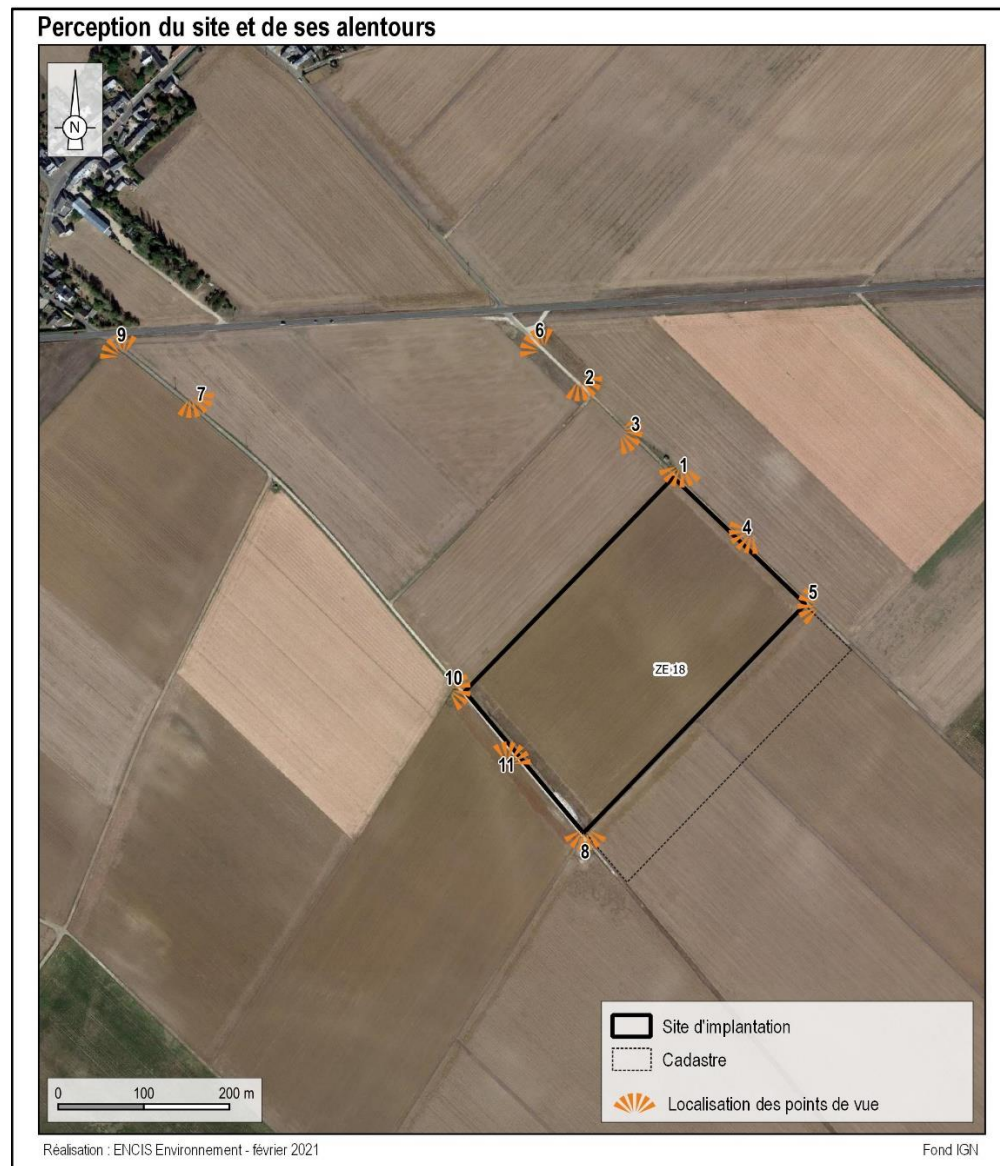 Perception du site et de ses alentours
N
9
6
7
2
3
1
4
5
ZE 18
10
11
8
Site d'implantation
Cadastre
Localisation des points de vue
0 100 200 m
Réalisation : ENCIS Environnement - février 2021
Fond IGN